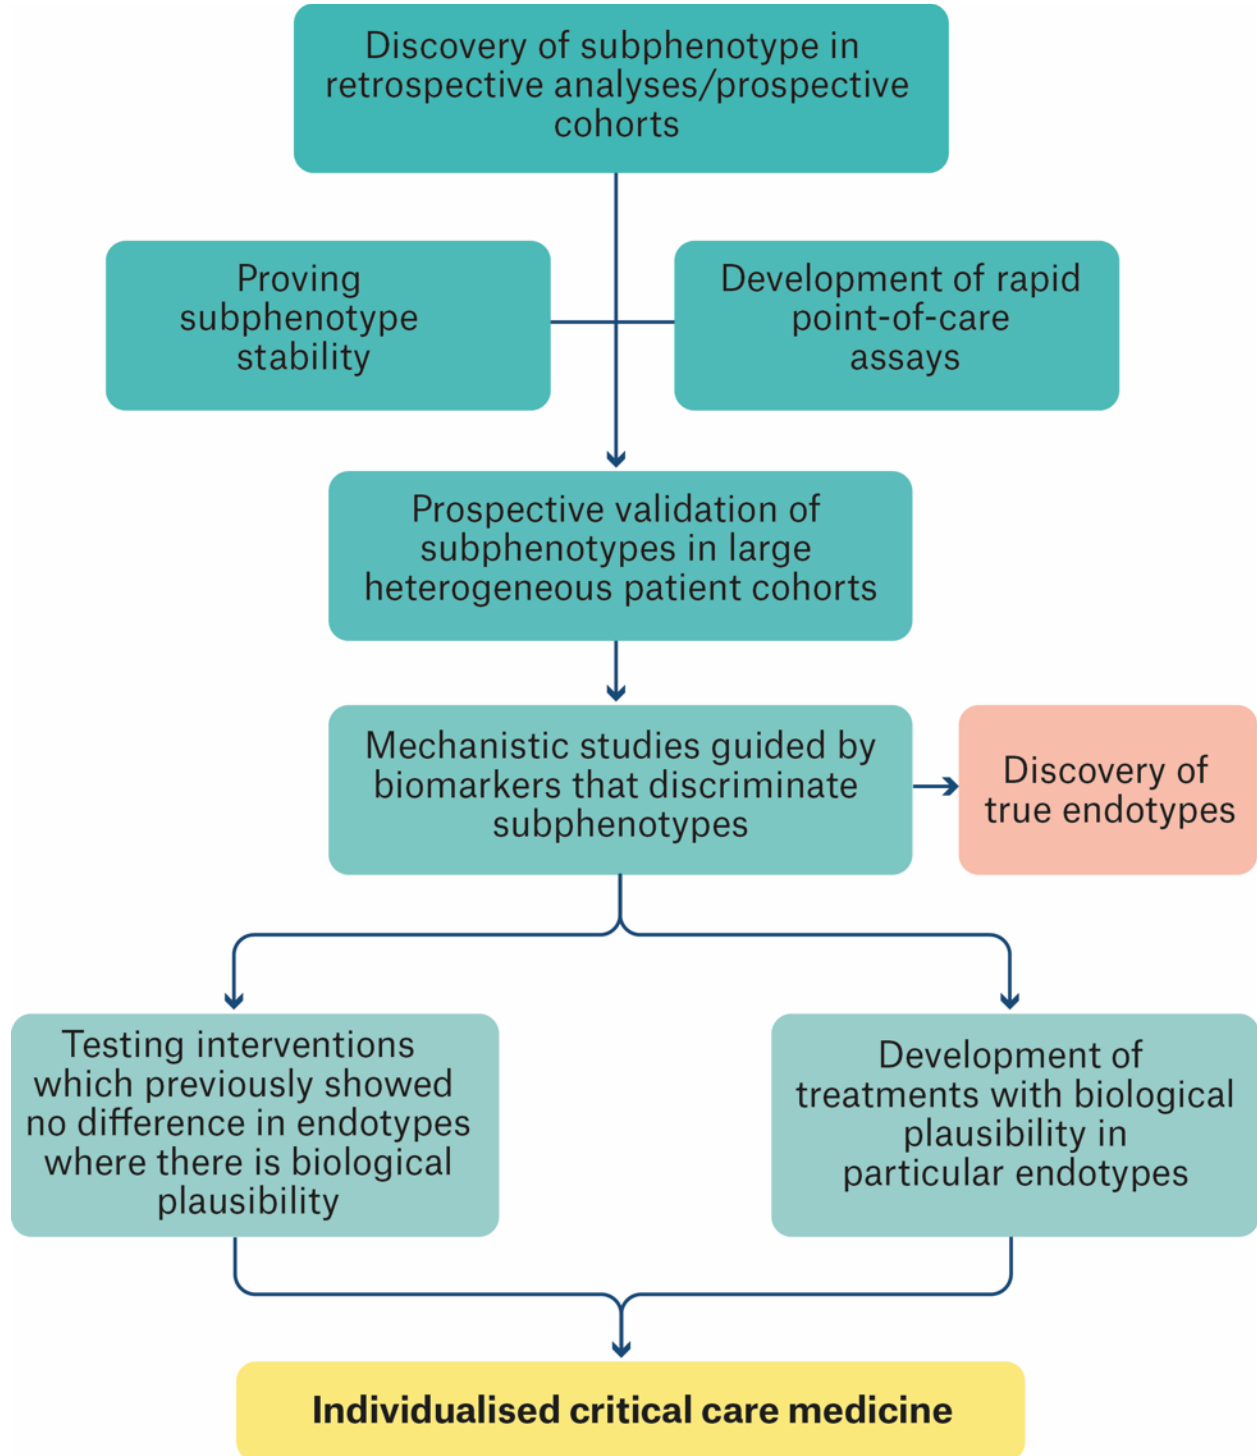 Discovery of subphenotype in
retrospective analyses/prospective
cohorts
Proving
subphenotype
stability
Development of rapid
point-of-care
assays
Prospective validation of
subphenotypes in large
heterogeneous patient cohorts
Mechanistic studies guided by
biomarkers that discriminate
subphenotypes
Discovery of
true endotypes
Testing interventions
which previously showed
no difference in endotypes
where there is biological
plausibility
Development of
treatments with biological
plausibility in
particular endotypes
Individualised critical care medicine